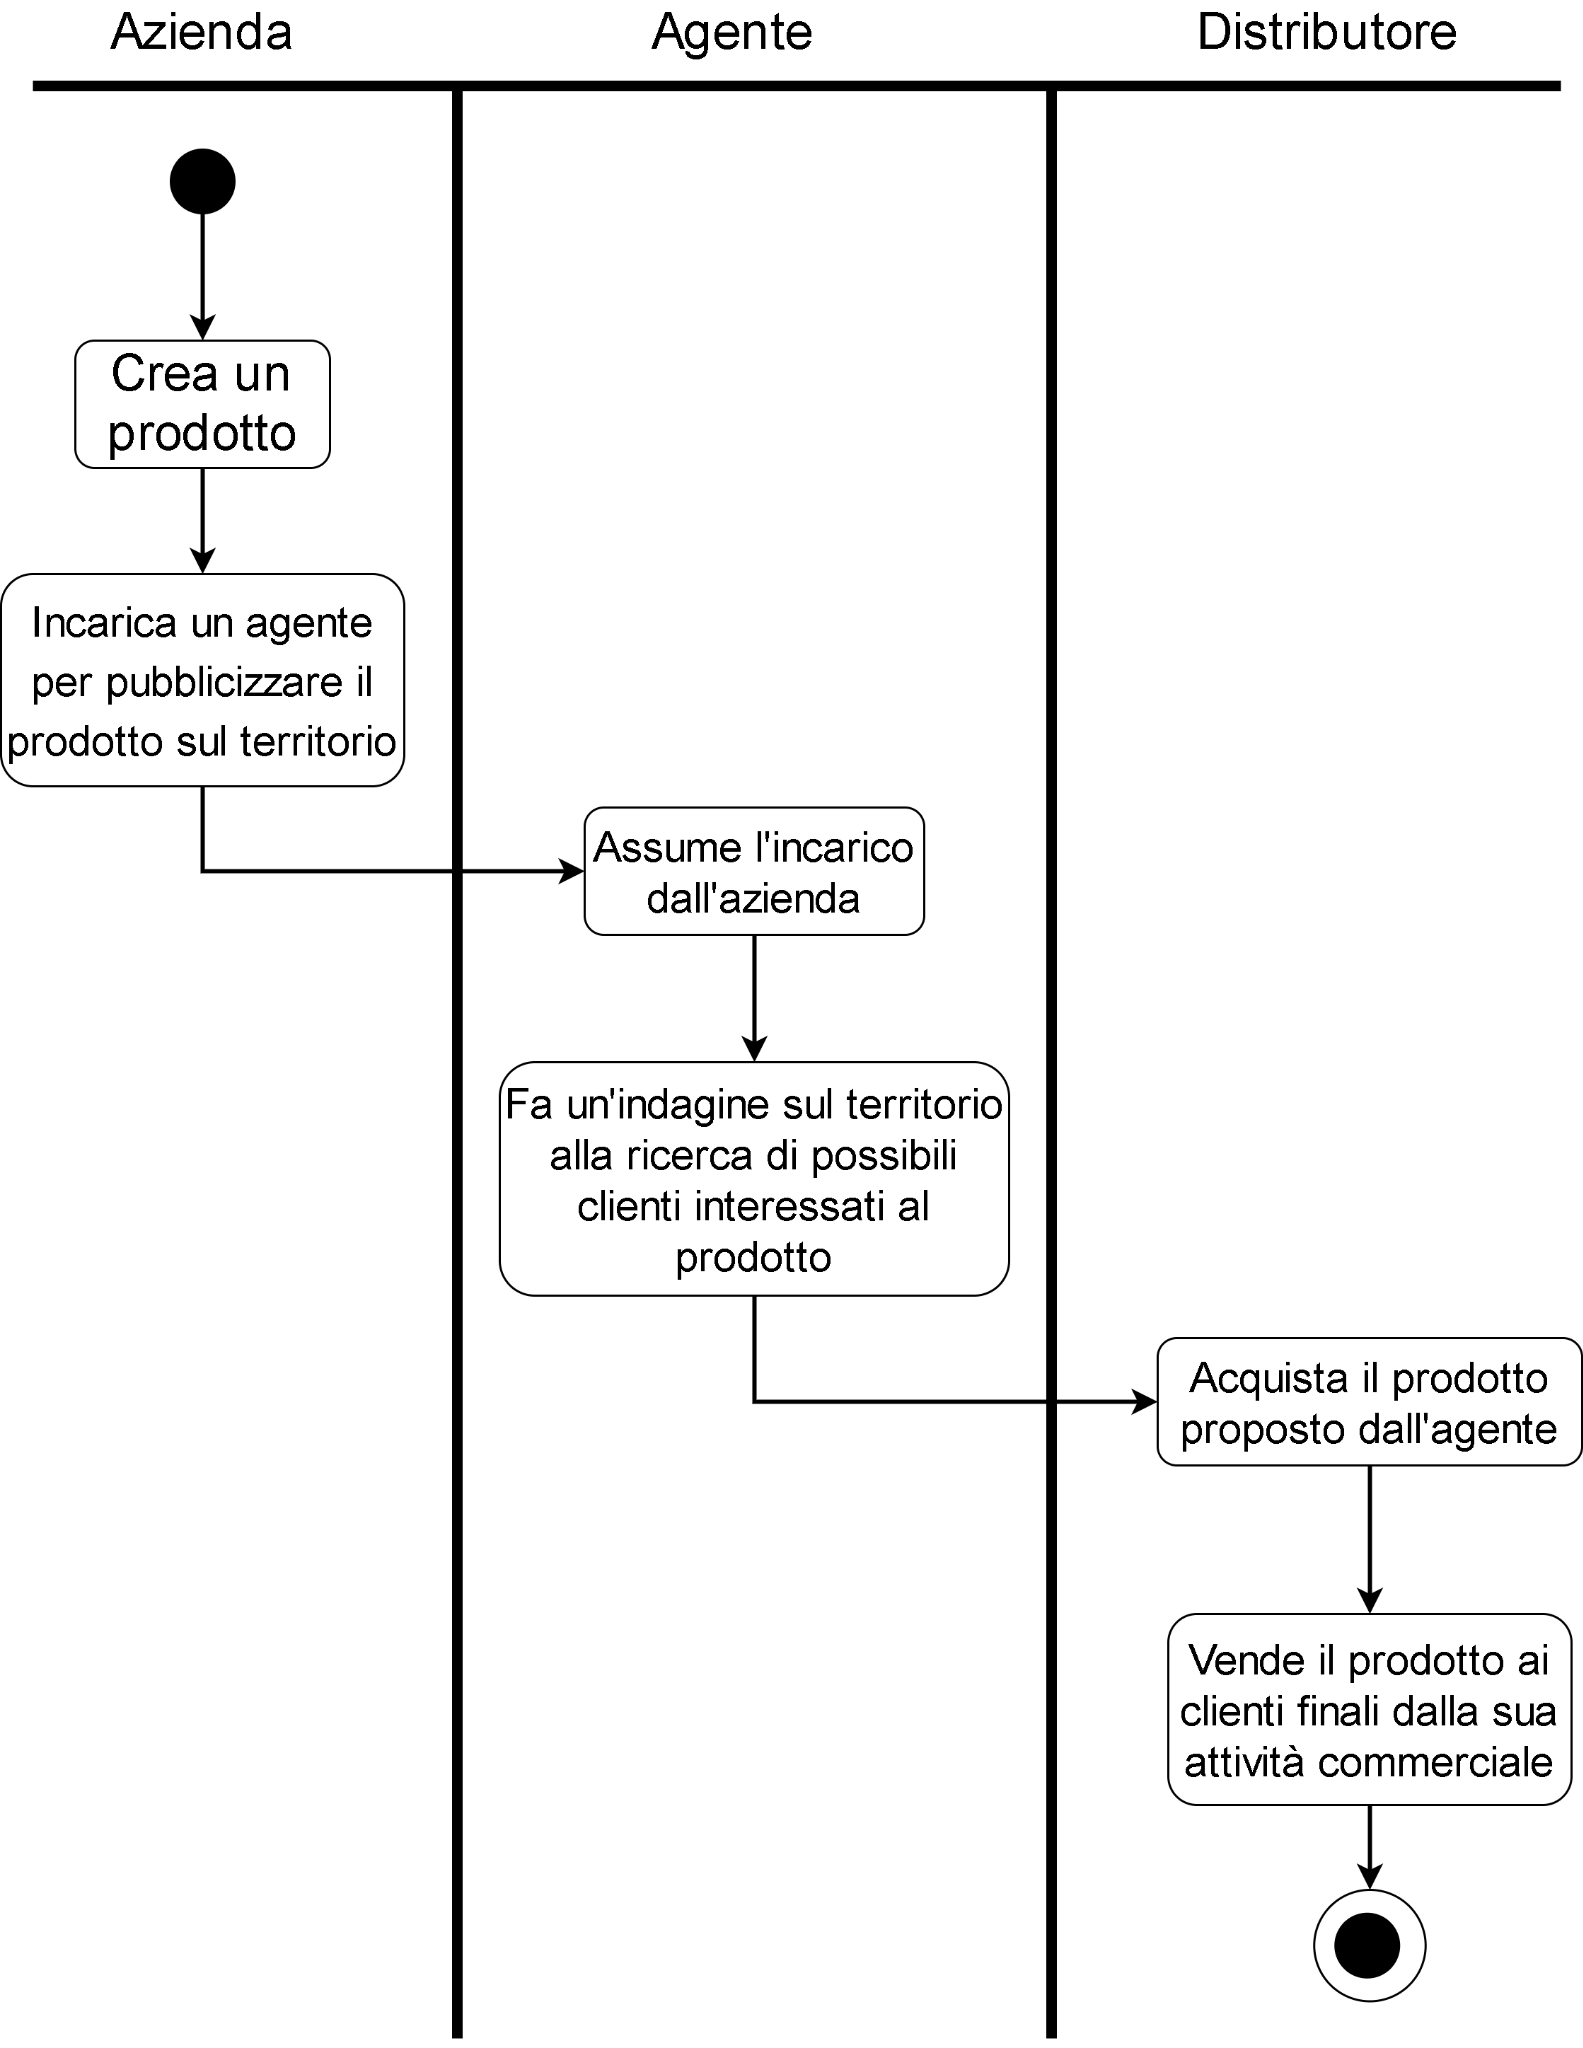 Azienda
Agente
Distributore
Crea un
prodotto
Incarica un agente
per pubblicizzare il
prodotto sul territorio
Assume l'incarico
dall'azienda
Fa un'indagine sul territorio
alla ricerca di possibili
clienti interessati al
prodotto
Acquista il prodotto
proposto dall'agente
Vende il prodotto ai
clienti finali dalla sua
attività commerciale